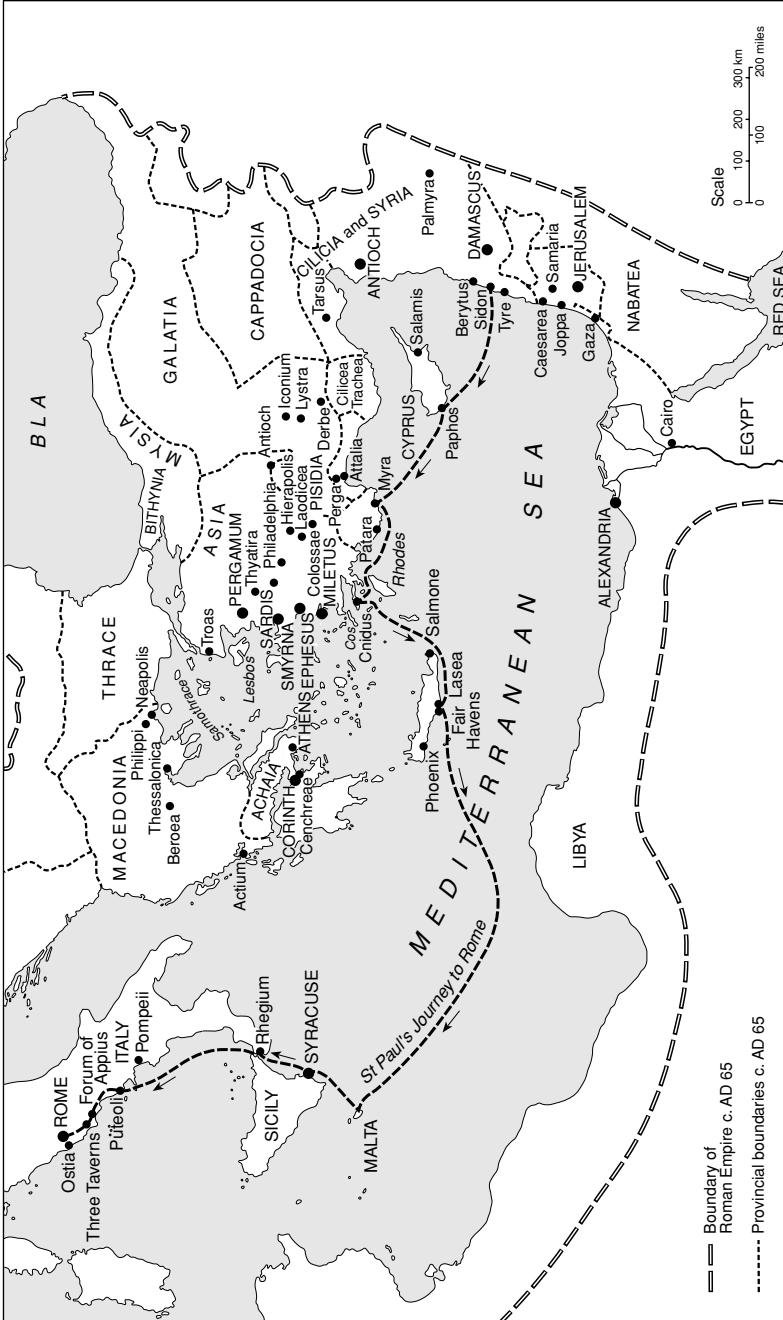 BLA
THRACE
MACEDONIA
Philippi
Neapolis
Thessalonica
Beroea
Samothrace
Troas
Lesbos
Actium
ACHAIA
CORINTH
Cenchreae
ATHENS
BITHYNIA
MYSIA
GALATIA
CAPPADOCIA
ASIA
PERGAMUM
Thyatira
SARDIS
Philadelphia
SMYRNA
EPHESUS
Hierapolis
Laodicea
Colossae
MILETUS
PISIDIA
Antioch
Iconium
Lystra
Derbe
Cilicea
Trachea
Perga
Attalia
Myra
Patara
Cos
Cnidus
Rhodes
Tarsus
CILICIA and SYRIA
ANTIOCH
Palmyra
DAMASCUS
Salamis
CYPRUS
Paphos
Berytus
Sidon
Tyre
Caesarea
Samaria
Joppa
JERUSALEM
Gaza
NABATEA
RED SEA
Cairo
EGYPT
ALEXANDRIA
Salmone
Lasea
Fair
Havens
Phoenix
MEDITERRANEAN SEA
LIBYA
ROME
Ostia
Three Taverns
Forum of
Appius
ITALY
Puteoli
Pompeii
Rhegium
SICILY
SYRACUSE
MALTA
St Paul's Journey to Rome
Scale
0 100 200 300 km
0 100 200 miles
Boundary of
Roman Empire c. AD 65
Provincial boundaries c. AD 65